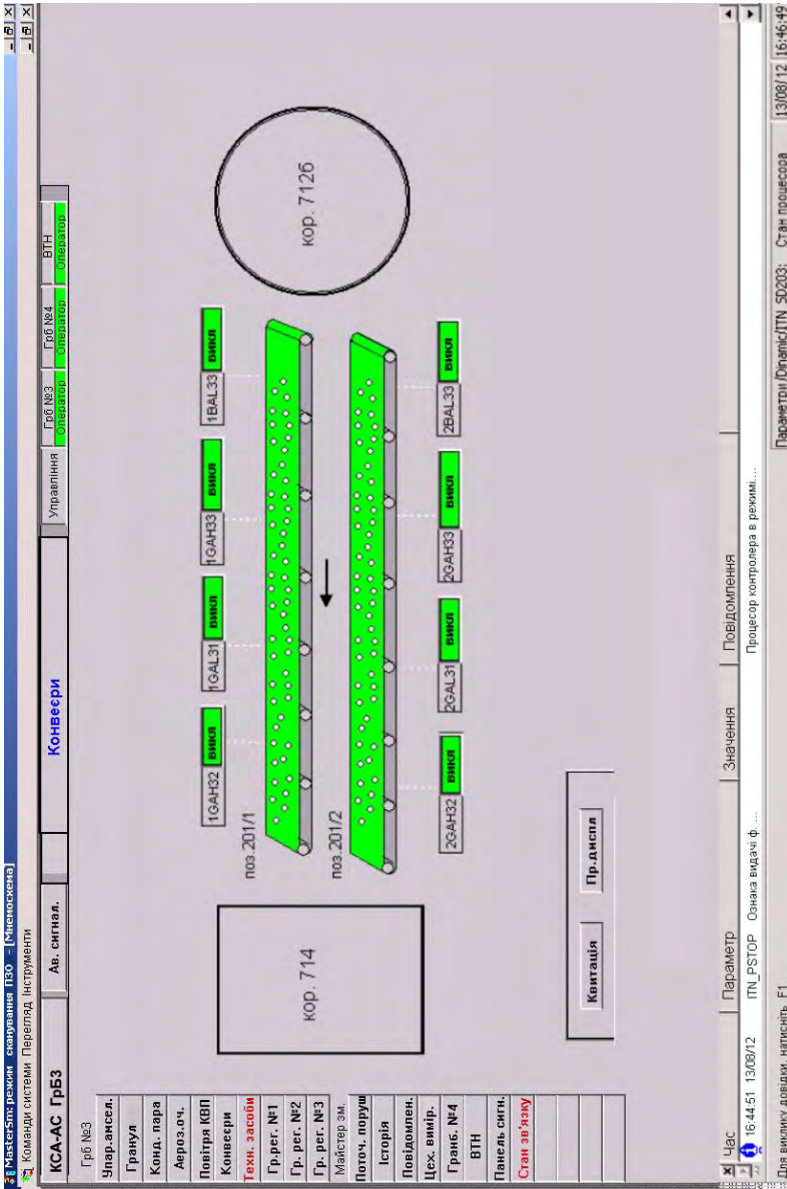 MasterSm: режим сканування ПЗО - [Мнемосхема]
Команди системи Перегляд Інструменти
КСА-АС ГрБ3
Ав. сигнал.
Конвеєри
Управління
Грб №3
Оператор
Грб №4
Оператор
ВТН
Оператор
Грб №3
Упар.амсел.
Гранул
Конд. пара
Аероз.оч.
Повітря КВП
Конвеєри
Техн. засоби
Гр.рег. №1
Гр. рег. №2
Гр. рег. №3
Майстер зм.
Поточ. поруш
Історія
Повідомлен.
Цех. вимір.
Гранб. №4
ВТН
Панель сигн.
Стан зв'язку
1GAH32 викл
1GAL31 викл
1GAH33 викл
1BAL33 викл
поз.201/1
кор. 714
кор. 712б
поз.201/2
2GAH32 викл
2GAL31 викл
2GAH33 викл
2BAL33 викл
Квитація
Пр.диспл
Час Параметр Значення Повідомлення
16:44:51 13/08/12 ITN_PSTOP Ознака видачі ф. ... Процесор контролера в режимі....
Для виклику довідки, натисніть F1
Параметри/Dinamic/ITN_SD203: Стан процесора 13/08/12 16:46:49